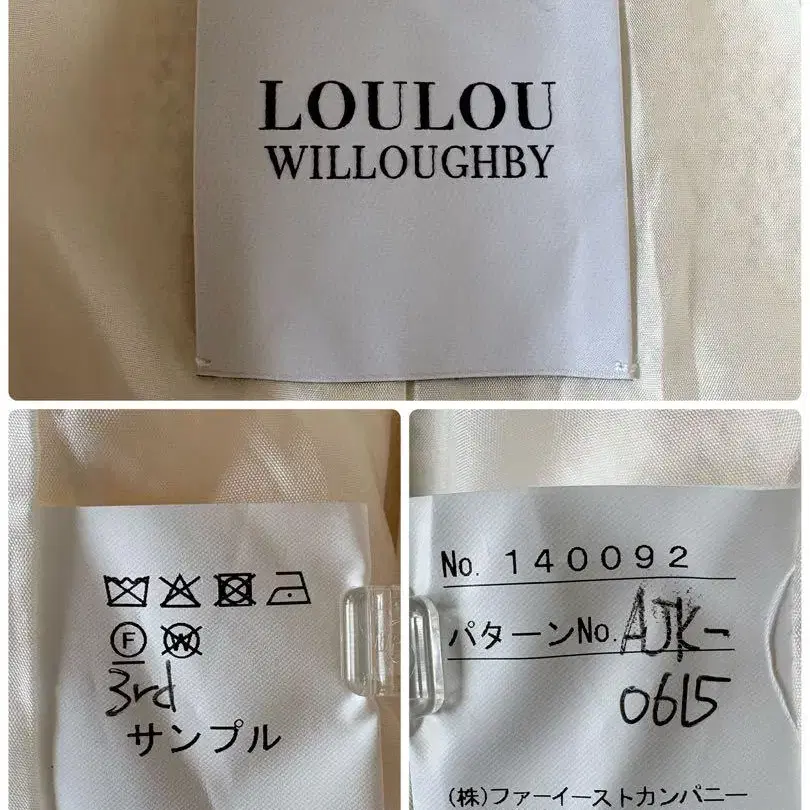 LOULOU
WILLOUGHBY
F W
3rd
サンプル
No. 140092
パターンNo. AJK-
0615
(株)ファーイーストカンパニー